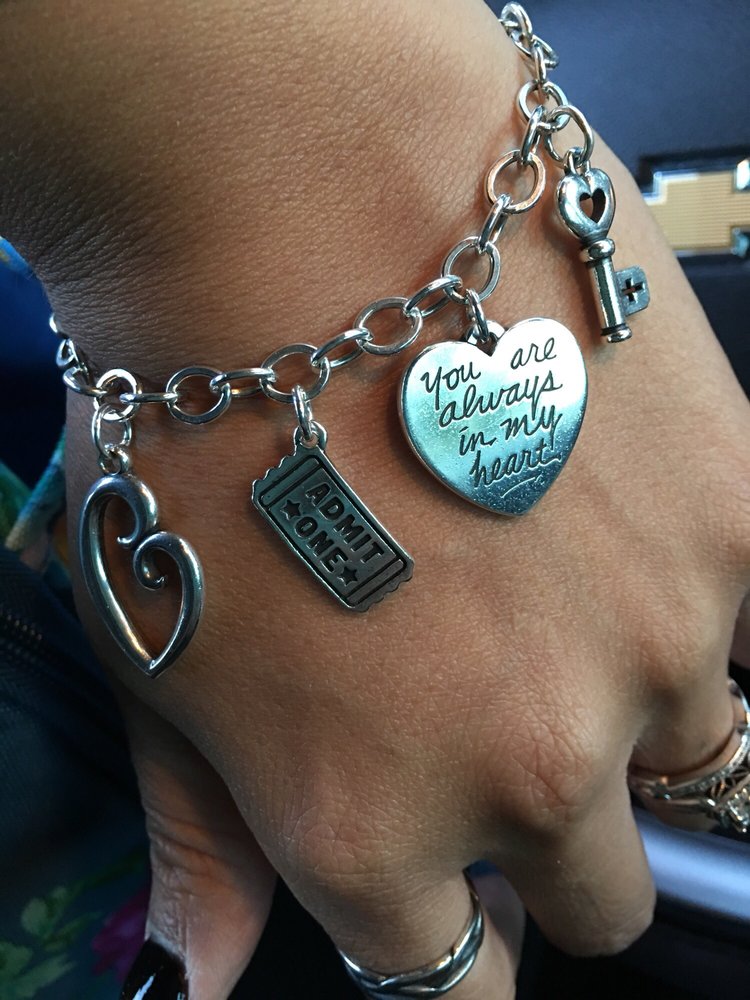 You are
always
in my
heart
ADMIT
★ONE★